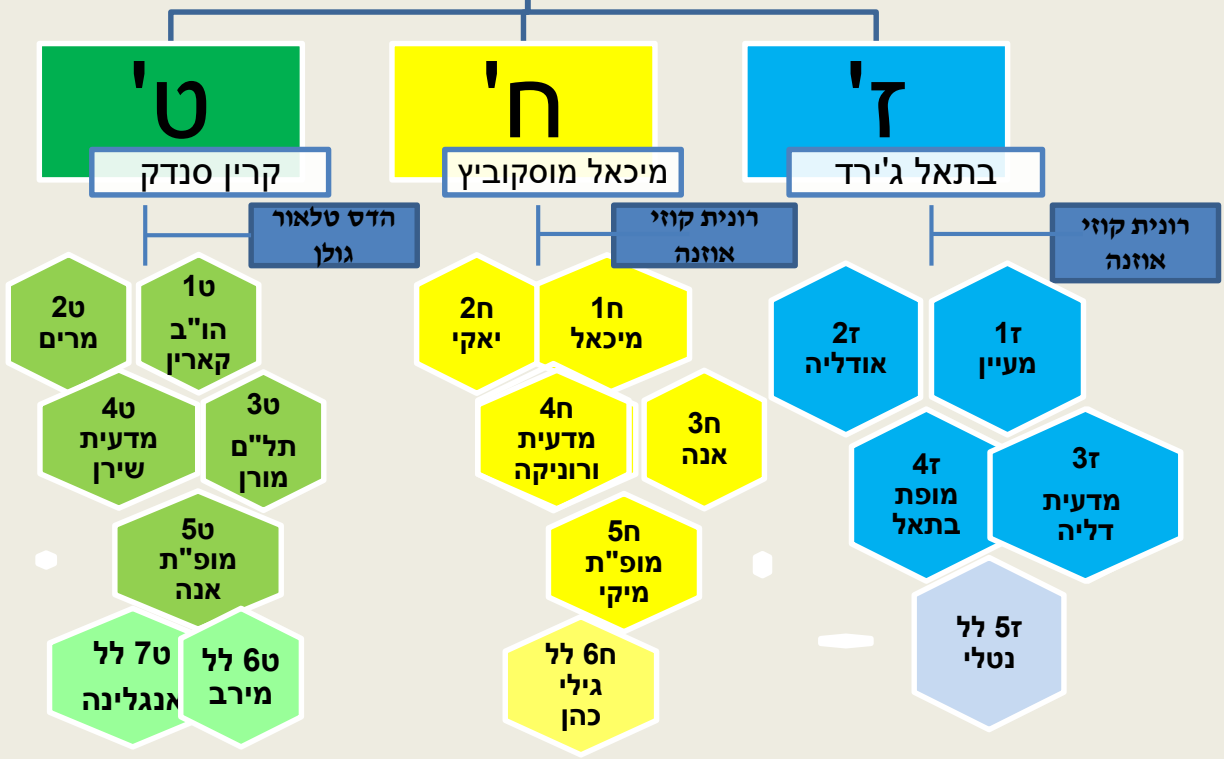 ז'
בתאל ג'ירד
רונית קוזי
אוזנה
ז1
מעיין
ז2
אודליה
ז3
מדעית
דליה
ז4
מופת
בתאל
ז5 לל
נטלי
ח'
מיכאל מוסקוביץ
רונית קוזי
אוזנה
ח1
מיכאל
ח2
יאקי
ח3
אנה
ח4
מדעית
ורוניקה
ח5
מופ"ת
מיקי
ח6 לל
גילי
כהן
ט'
קרין סנדק
הדס טלאור
גולן
ט1
הו"ב
קארין
ט2
מרים
ט3
תל"ם
מורן
ט4
מדעית
שירן
ט5
מופ"ת
אנה
ט6 לל
מירב
ט7 לל
אנגלינה